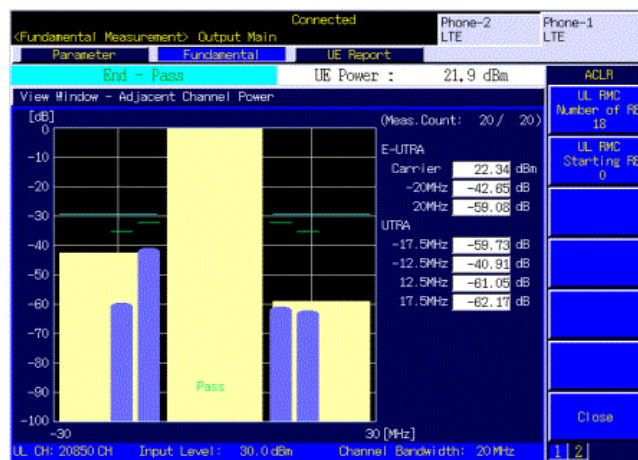 Connected
Phone-2
LTE
Phone-1
LTE
<Fundamental Measurement> Output Main
Parameter
Fundamental
UE Report
End - Pass
UE Power : 21.9 dBm
ACLR
View Window - Adjacent Channel Power
UL RMC
Number of RB
18
UL RMC
Starting RB
0
[dB]
(Meas.Count: 20/ 20)
0
-10
-20
-30
-40
-50
-60
-70
-80
-90
-100
E-UTRA
Carrier 22.34 dBm
-20MHz -42.65 dB
20MHz -59.08 dB
UTRA
-17.5MHz -59.73 dB
-12.5MHz -40.91 dB
12.5MHz -61.05 dB
17.5MHz -62.17 dB
Pass
-30
30 [MHz]
Close
UL CH: 20850 CH Input Level: 30.0 dBm Channel Bandwidth: 20 MHz
1 2